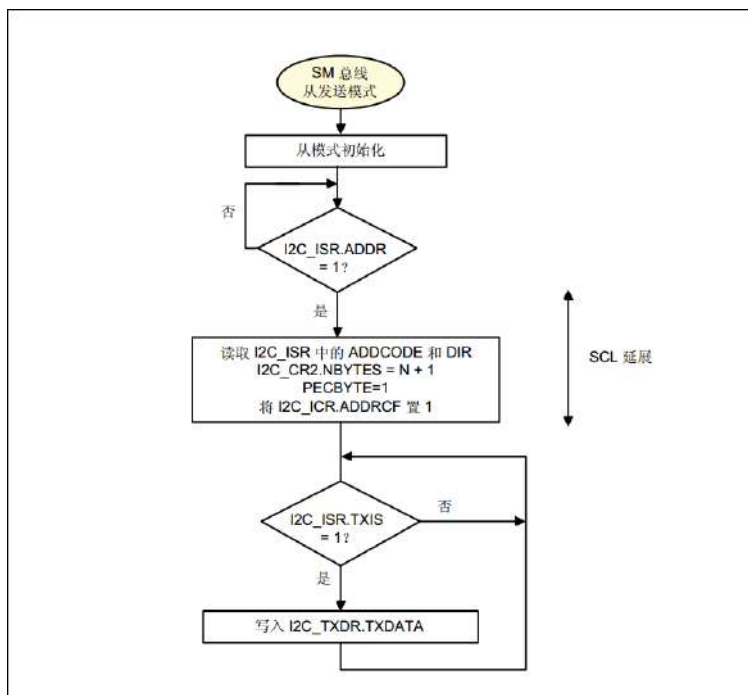 SM 总线
从发送模式
从模式初始化
否
I2C_ISR.ADDR
= 1?
是
读取 I2C_ISR 中的 ADDCODE 和 DIR
I2C_CR2.NBYTES = N + 1
PECBYTE=1
将 I2C_ICR.ADDRCF 置 1
SCL 延展
I2C_ISR.TXIS
= 1?
否
是
写入 I2C_TXDR.TXDATA